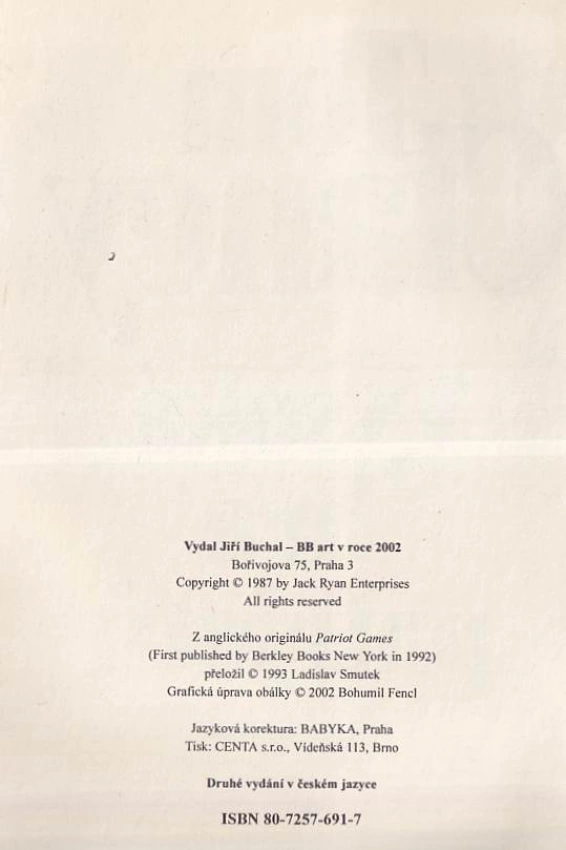 Vydal Jiří Buchal – BB art v roce 2002
Bořivojova 75, Praha 3
Copyright © 1987 by Jack Ryan Enterprises
All rights reserved
Z anglického originálu Patriot Games
(First published by Berkley Books New York in 1992)
přeložil © 1993 Ladislav Smutek
Grafická úprava obálky © 2002 Bohumil Fencl
Jazyková korektura: BABYKA, Praha
Tisk: CENTA s.r.o., Vídeňská 113, Brno
Druhé vydání v českém jazyce
ISBN 80-7257-691-7